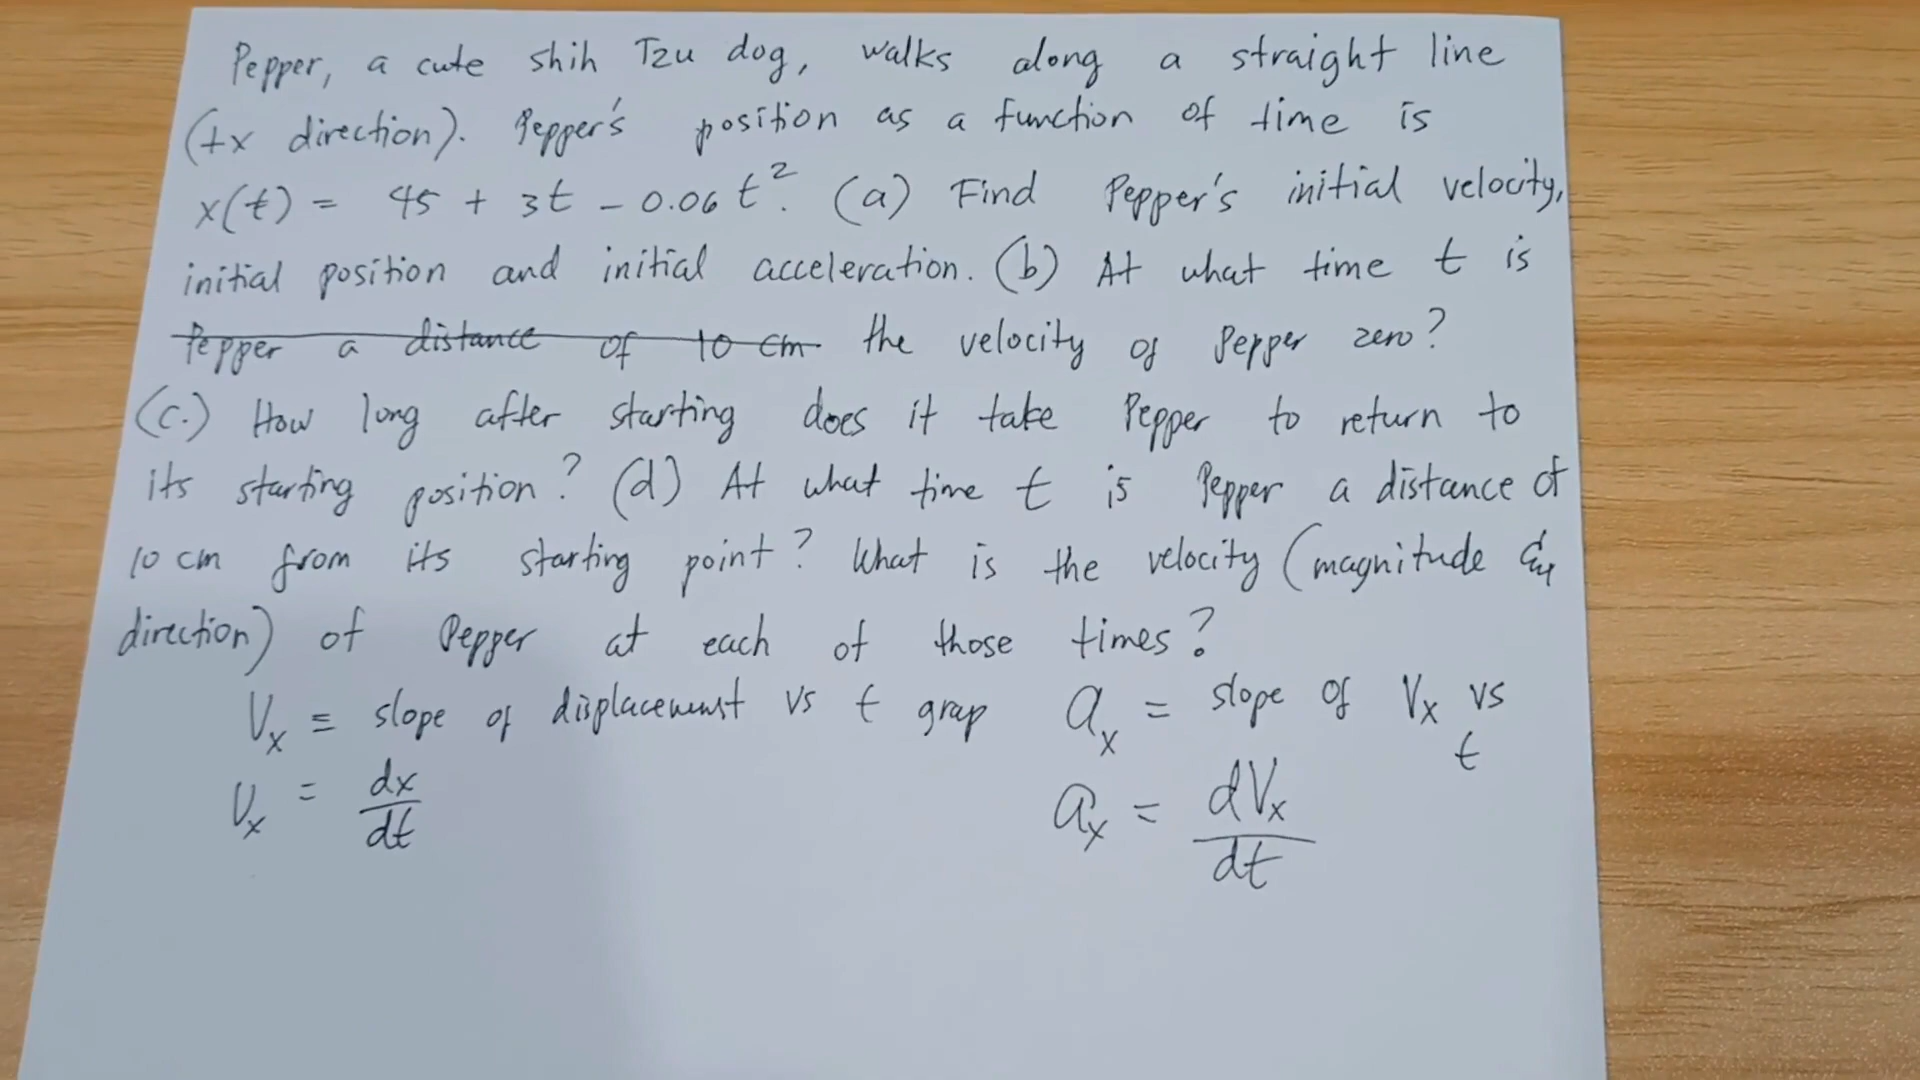 Pepper, a cute shih Tzu dog, walks along a straight line
(+x direction). Pepper's position as a function of time is
x(t) = 45 + 3t - 0.06t². (a) Find Pepper's initial velocity,
initial position and initial acceleration. (b) At what time t is
Pepper a distance of 10 cm the velocity of Pepper zero?
(c.) How long after starting does it take Pepper to return to
its starting position? (d) At what time t is Pepper a distance of
10 cm from its starting point? What is the velocity (magnitude &
direction) of Pepper at each of those times?
Vx = slope of displacement vs t grap
ax = slope of Vx vs t
Vx = dx/dt
ax = dVx/dt